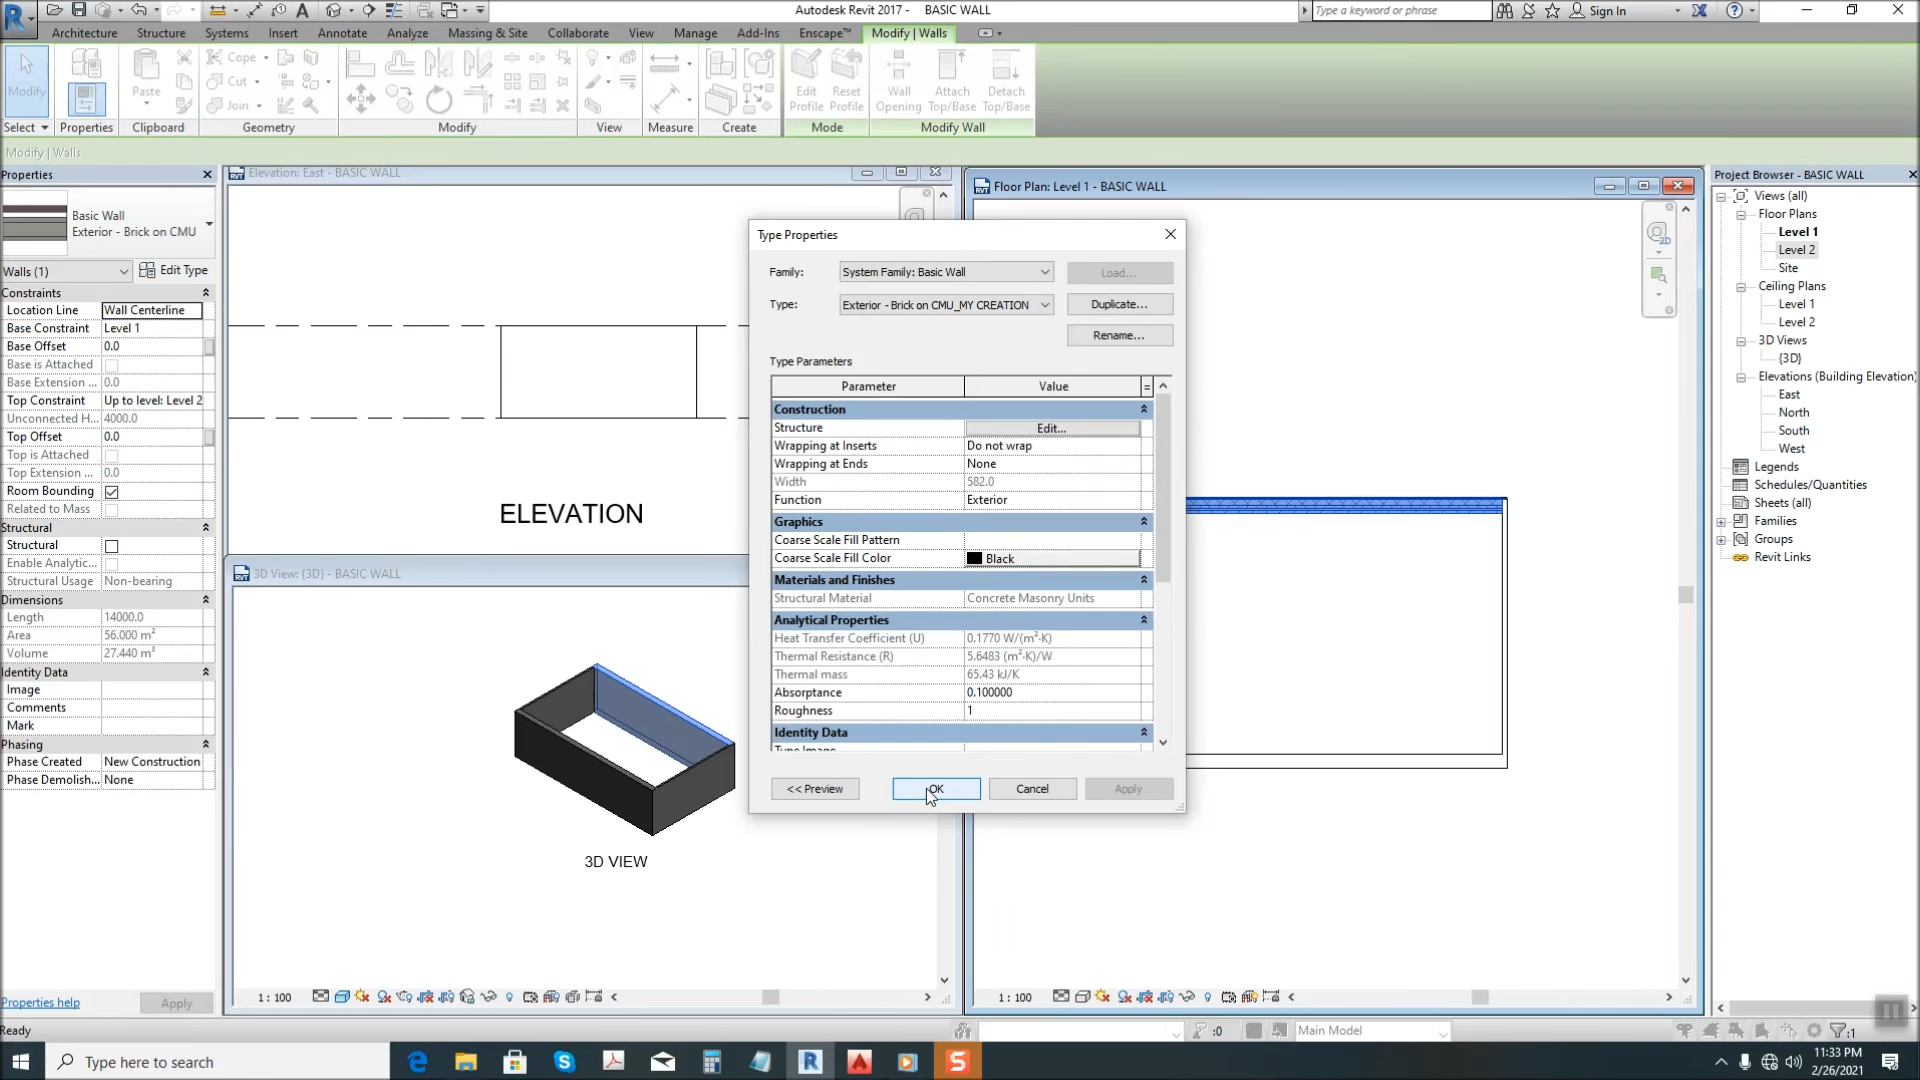 Autodesk Revit 2017 - BASIC WALL
Type a keyword or phrase
Sign In
Architecture Structure Systems Insert Annotate Analyze Massing & Site Collaborate View Manage Add-Ins Enscape™ Modify | Walls
Modify
Paste
Cope
Cut
Join
Edit Profile
Reset Profile
Wall Opening
Attach Top/Base
Detach Top/Base
Select Properties Clipboard Geometry Modify View Measure Create Mode Modify Wall
Modify | Walls
Properties
Basic Wall
Exterior - Brick on CMU
Walls (1) Edit Type
Constraints
Location Line Wall Centerline
Base Constraint Level 1
Base Offset 0.0
Base is Attached
Base Extension ... 0.0
Top Constraint Up to level: Level 2
Unconnected H... 4000.0
Top Offset 0.0
Top is Attached
Top Extension ... 0.0
Room Bounding
Related to Mass
Structural
Structural
Enable Analytic...
Structural Usage Non-bearing
Dimensions
Length 14000.0
Area 56.000 m²
Volume 27.440 m³
Identity Data
Image
Comments
Mark
Phasing
Phase Created New Construction
Phase Demolish... None
Properties help Apply
Elevation: East - BASIC WALL
ELEVATION
3D View: {3D} - BASIC WALL
3D VIEW
1 : 100
Floor Plan: Level 1 - BASIC WALL
2D
1 : 100
Type Properties
Family: System Family: Basic Wall Load...
Type: Exterior - Brick on CMU_MY CREATION Duplicate...
Rename...
Type Parameters
Parameter Value =
Construction
Structure Edit...
Wrapping at Inserts Do not wrap
Wrapping at Ends None
Width 582.0
Function Exterior
Graphics
Coarse Scale Fill Pattern
Coarse Scale Fill Color Black
Materials and Finishes
Structural Material Concrete Masonry Units
Analytical Properties
Heat Transfer Coefficient (U) 0.1770 W/(m²·K)
Thermal Resistance (R) 5.6483 (m²·K)/W
Thermal mass 65.43 kJ/K
Absorptance 0.100000
Roughness 1
Identity Data
Type Image
<< Preview OK Cancel Apply
Project Browser - BASIC WALL
Views (all)
Floor Plans
Level 1
Level 2
Site
Ceiling Plans
Level 1
Level 2
3D Views
{3D}
Elevations (Building Elevation)
East
North
South
West
Legends
Schedules/Quantities
Sheets (all)
Families
Groups
Revit Links
Ready
:0
Main Model
:1
Type here to search
11:33 PM
2/26/2021